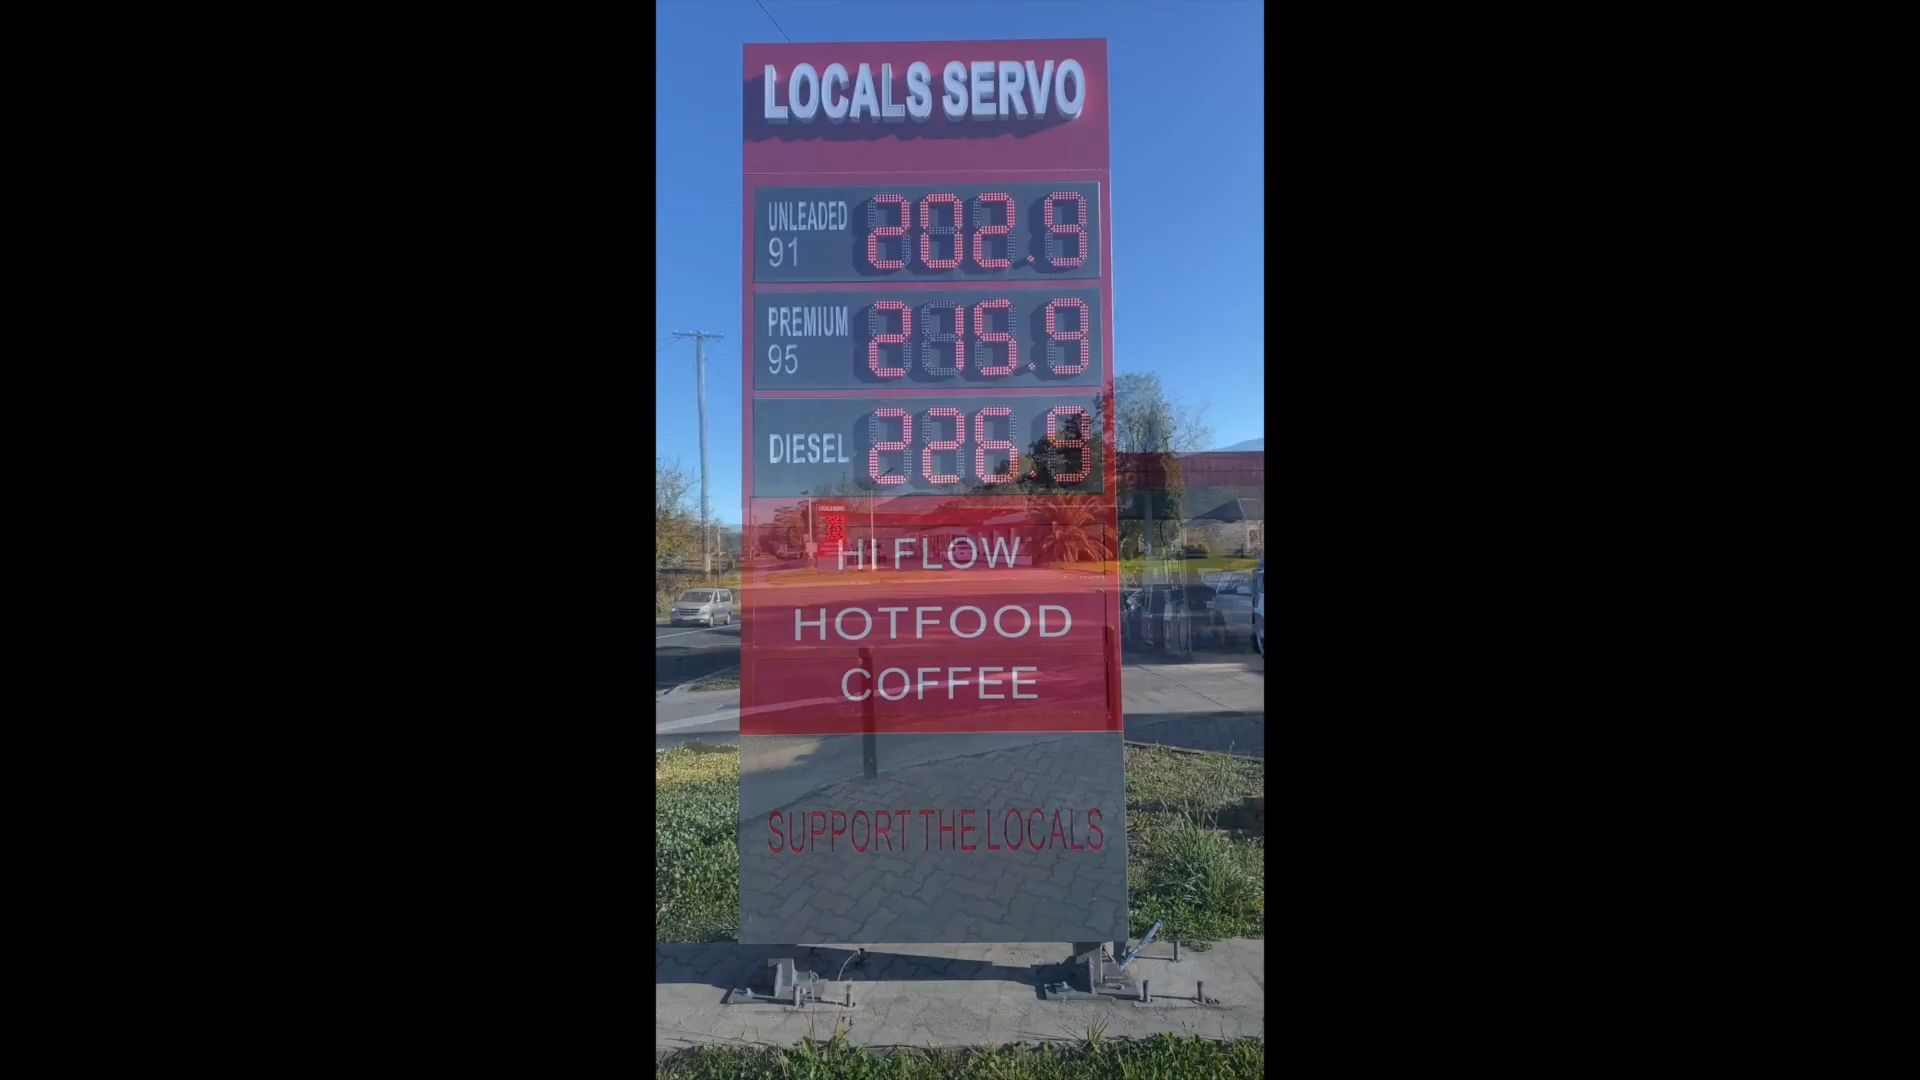 LOCALS SERVO
UNLEADED
91
202.9
PREMIUM
95
215.9
DIESEL
226.9
HI FLOW
HOTFOOD
COFFEE
SUPPORT THE LOCALS